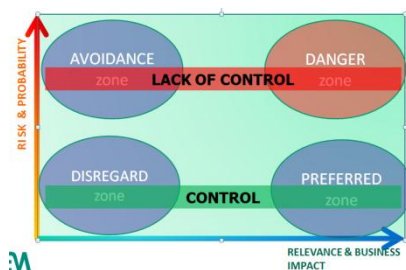 RISK & PROBABILITY
AVOIDANCE
zone
DANGER
zone
LACK OF CONTROL
DISREGARD
zone
PREFERRED
zone
CONTROL
RELEVANCE & BUSINESS
IMPACT